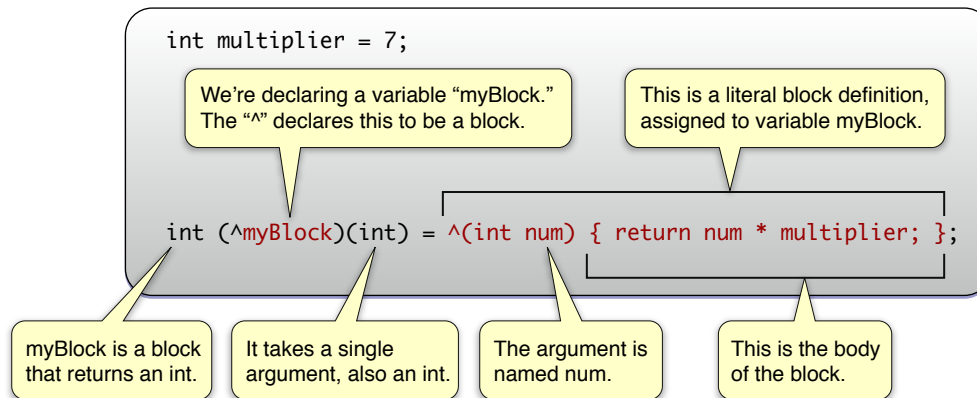 int multiplier = 7;
We're declaring a variable “myBlock.”
The “^” declares this to be a block.
This is a literal block definition,
assigned to variable myBlock.
int (^myBlock)(int) = ^(int num) { return num * multiplier; };
myBlock is a block
that returns an int.
It takes a single
argument, also an int.
The argument is
named num.
This is the body
of the block.